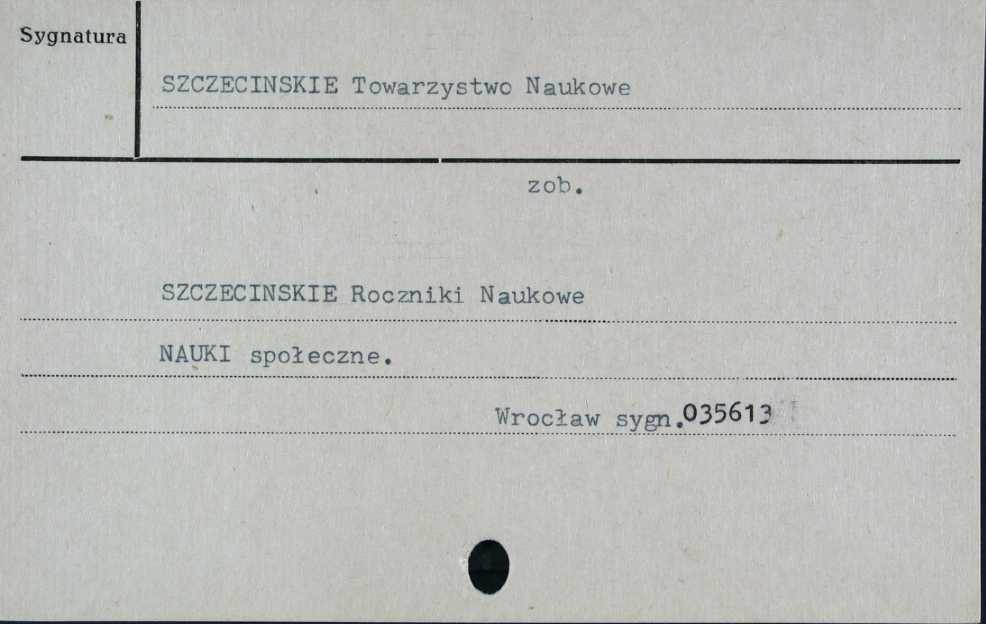 Sygnatura
SZCZECINSKIE Towarzystwo Naukowe
zob.
SZCZECINSKIE Roczniki Naukowe
NAUKI społeczne.
Wrocław sygn.035613